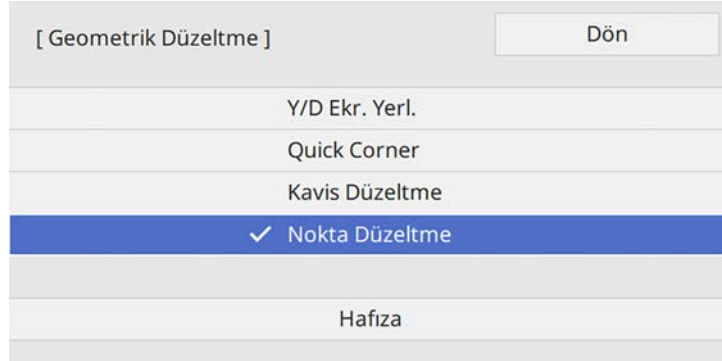 [ Geometrik Düzeltme ]
Dön
Y/D Ekr. Yerl.
Quick Corner
Kavis Düzeltme
Nokta Düzeltme
Hafıza